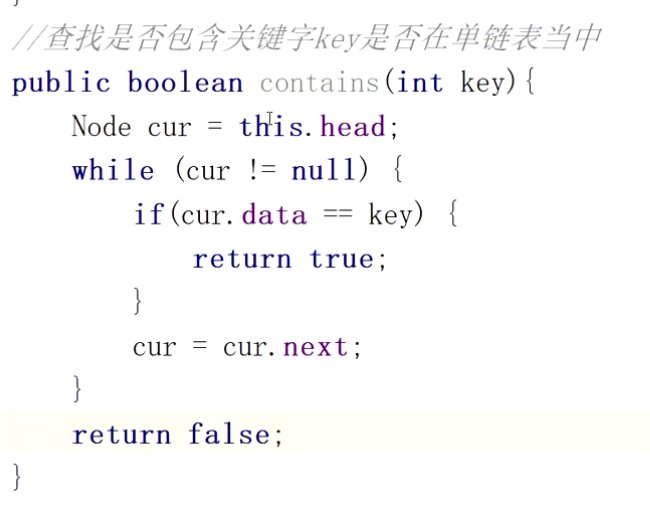 }
//查找是否包含关键字key是否在单链表当中
public boolean contains(int key){
    Node cur = this.head;
    while (cur != null) {
        if(cur.data == key) {
            return true;
        }
        cur = cur.next;
    }
    return false;
}